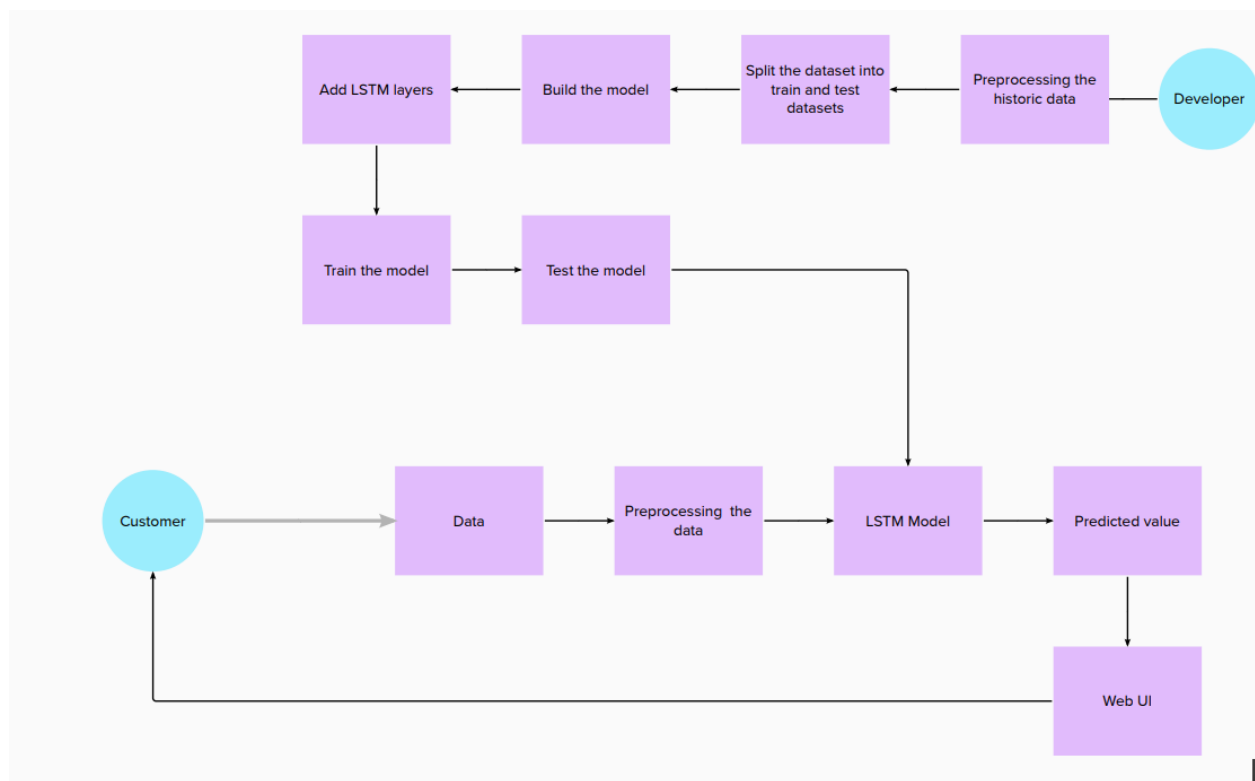 Add LSTM layers
Build the model
Split the dataset into
train and test
datasets
Preprocessing the
historic data
Developer
Train the model
Test the model
Customer
Data
Preprocessing the
data
LSTM Model
Predicted value
Web UI